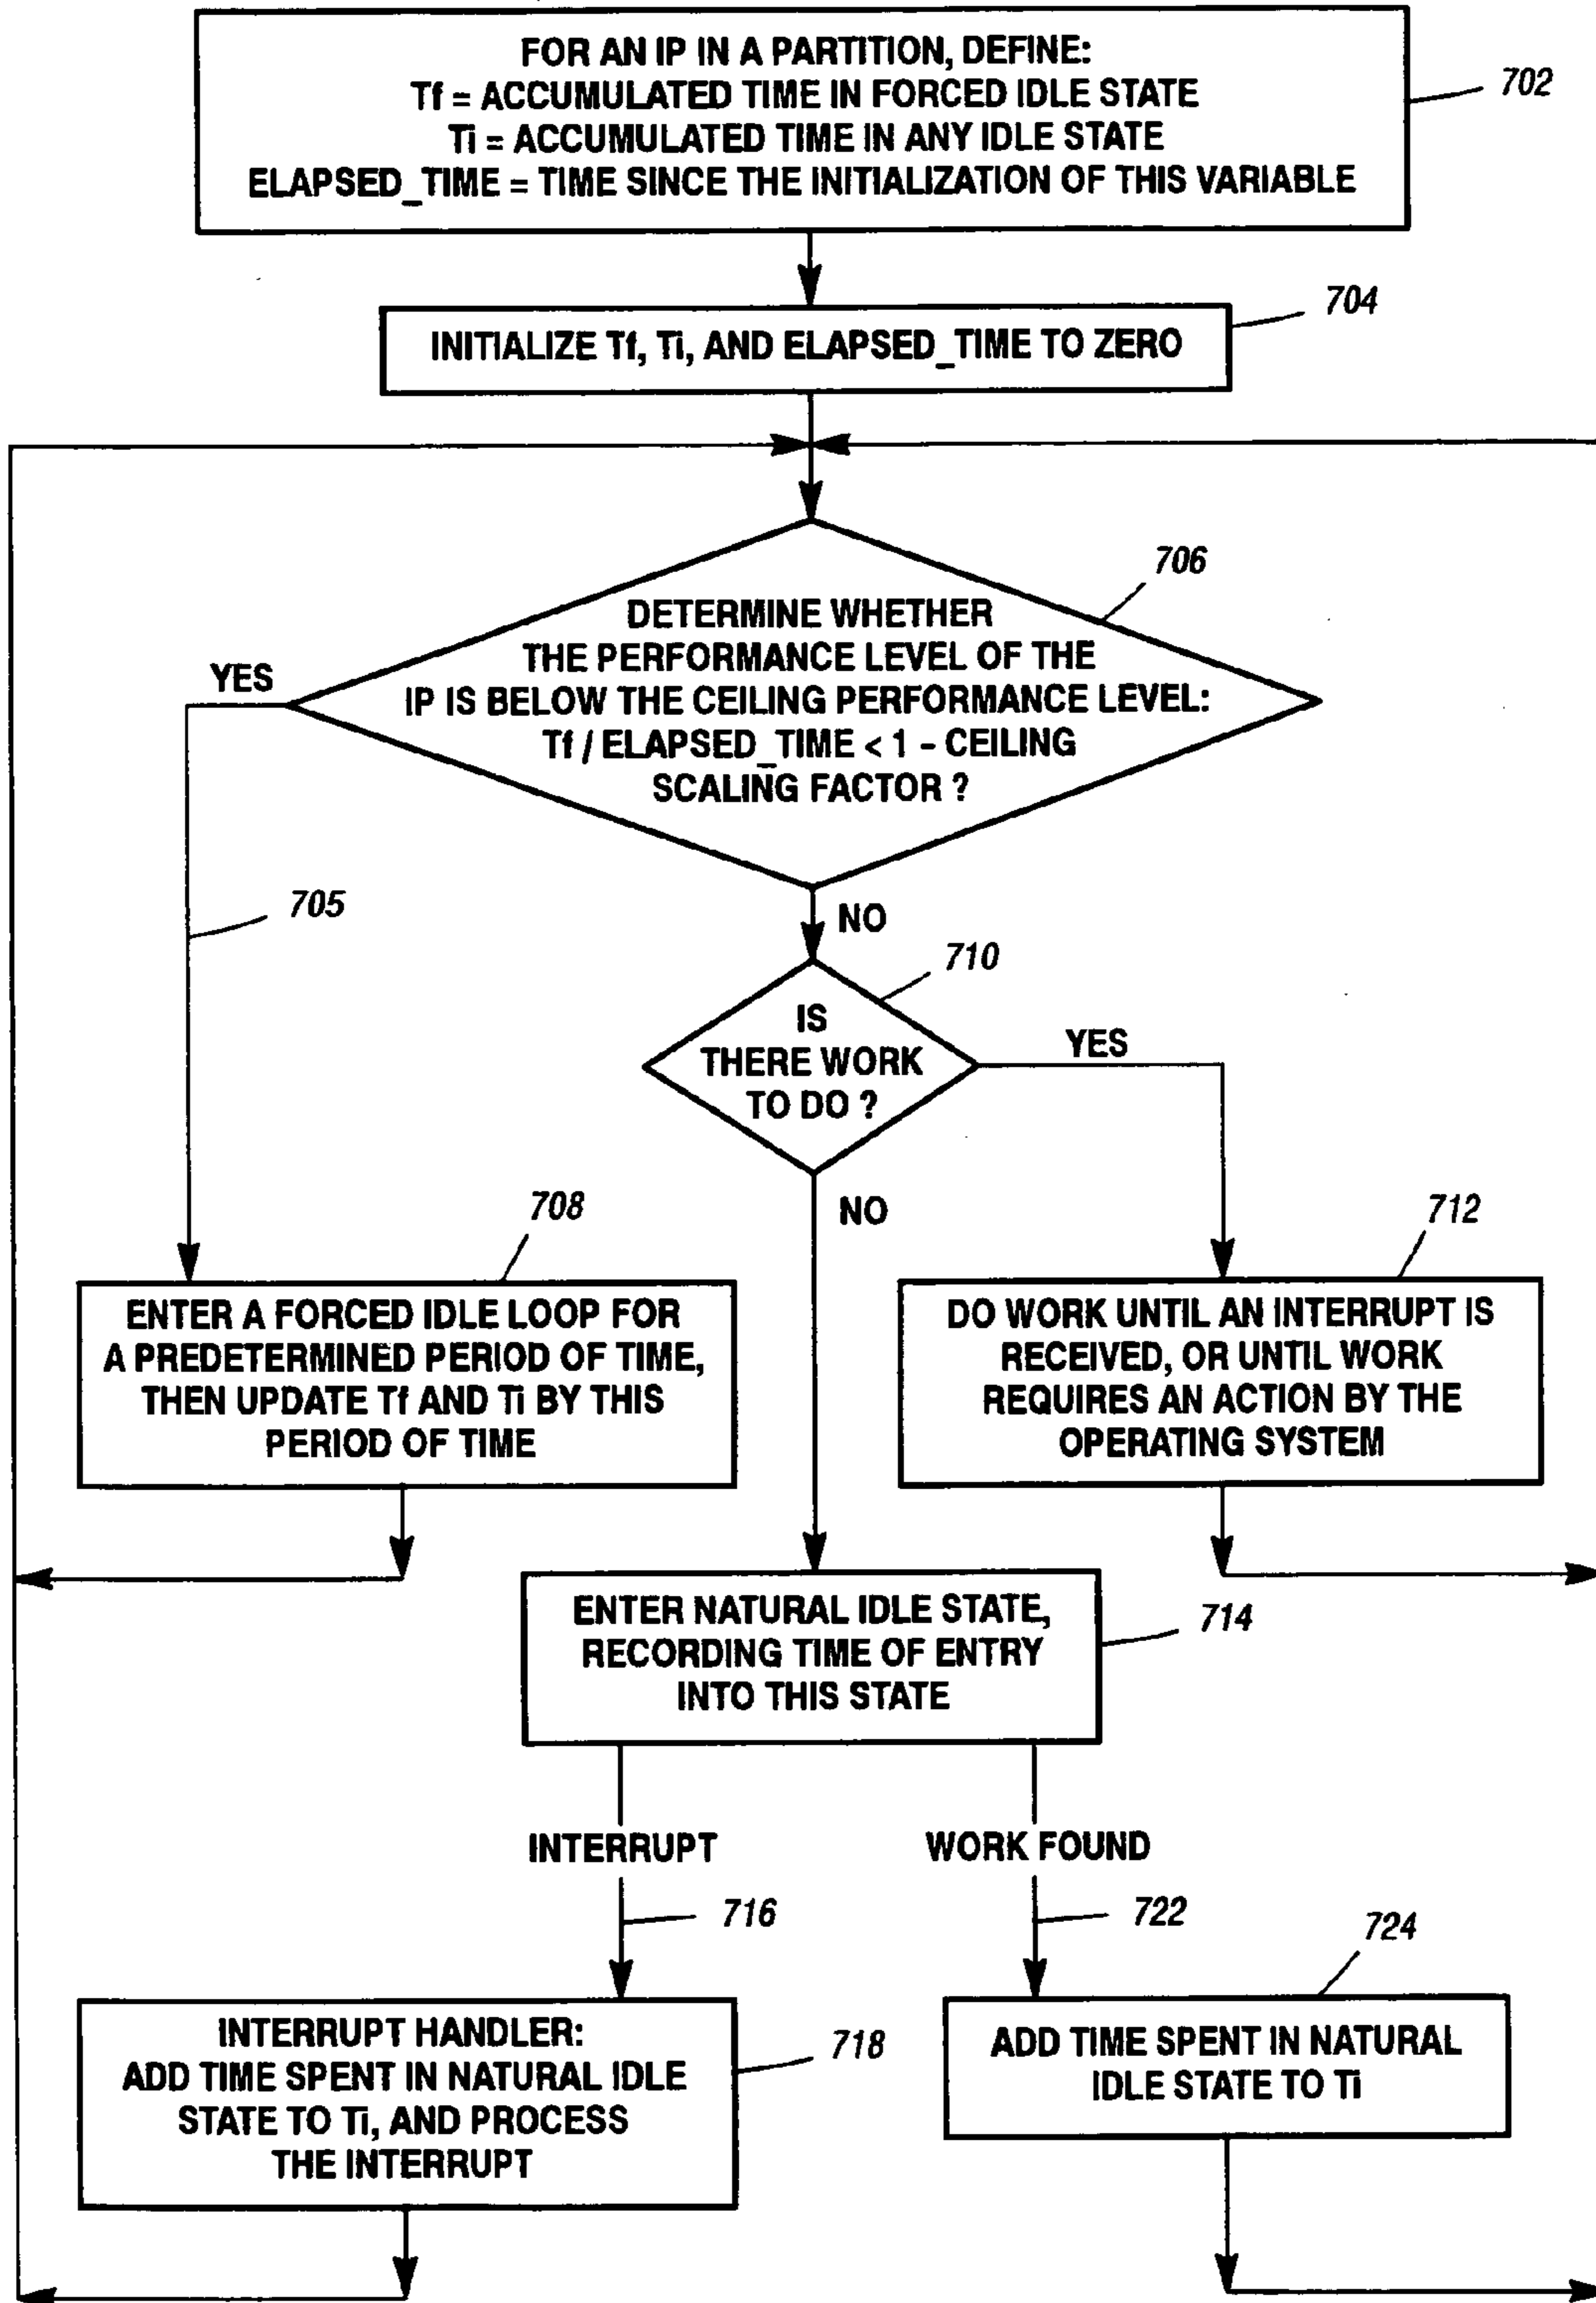 FOR AN IP IN A PARTITION, DEFINE:
Tf = ACCUMULATED TIME IN FORCED IDLE STATE
Ti = ACCUMULATED TIME IN ANY IDLE STATE
ELAPSED_TIME = TIME SINCE THE INITIALIZATION OF THIS VARIABLE
702
704
INITIALIZE Tf, Ti, AND ELAPSED_TIME TO ZERO
706
DETERMINE WHETHER
THE PERFORMANCE LEVEL OF THE
IP IS BELOW THE CEILING PERFORMANCE LEVEL:
Tf / ELAPSED_TIME < 1 - CEILING
SCALING FACTOR ?
YES
705
NO
710
IS
THERE WORK
TO DO ?
YES
NO
708
712
ENTER A FORCED IDLE LOOP FOR
A PREDETERMINED PERIOD OF TIME,
THEN UPDATE Tf AND Ti BY THIS
PERIOD OF TIME
DO WORK UNTIL AN INTERRUPT IS
RECEIVED, OR UNTIL WORK
REQUIRES AN ACTION BY THE
OPERATING SYSTEM
ENTER NATURAL IDLE STATE,
RECORDING TIME OF ENTRY
INTO THIS STATE
714
INTERRUPT
WORK FOUND
716
722
724
INTERRUPT HANDLER:
ADD TIME SPENT IN NATURAL IDLE
STATE TO Ti, AND PROCESS
THE INTERRUPT
718
ADD TIME SPENT IN NATURAL
IDLE STATE TO Ti